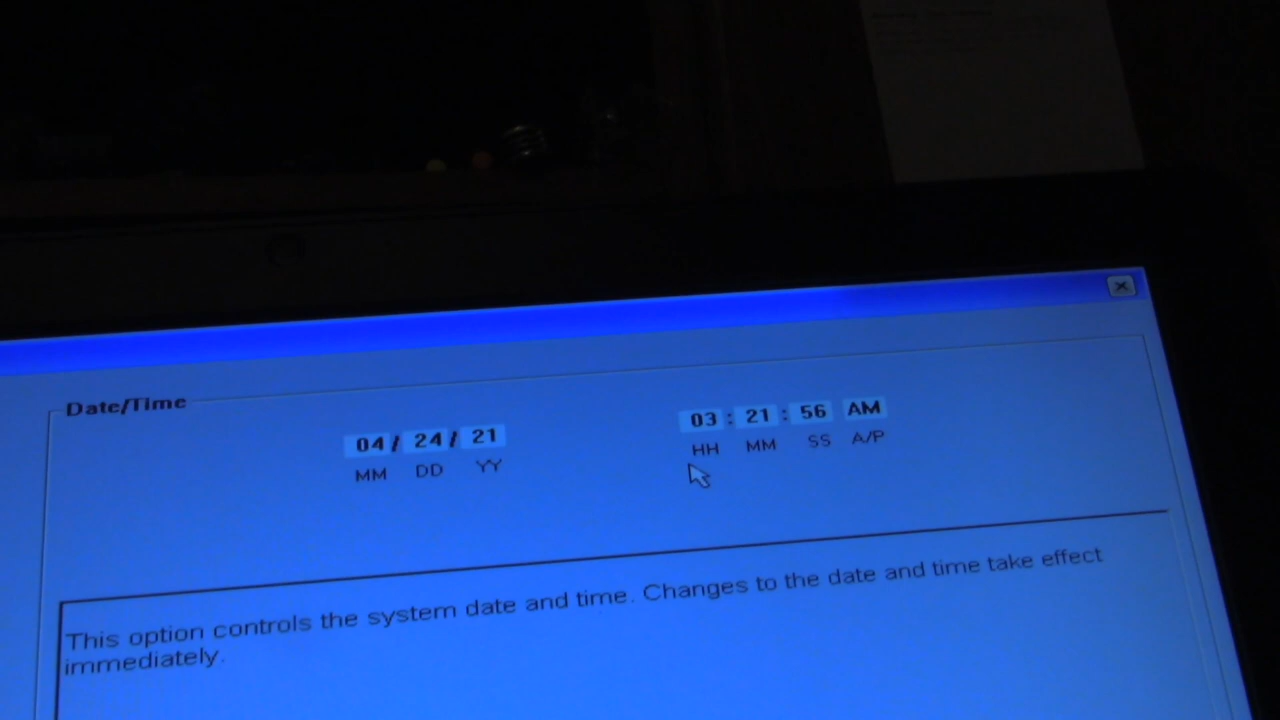 Date/Time
04 / 24 / 21 03 : 21 : 56 AM
MM DD YY HH MM SS A/P
This option controls the system date and time. Changes to the date and time take effect
immediately.